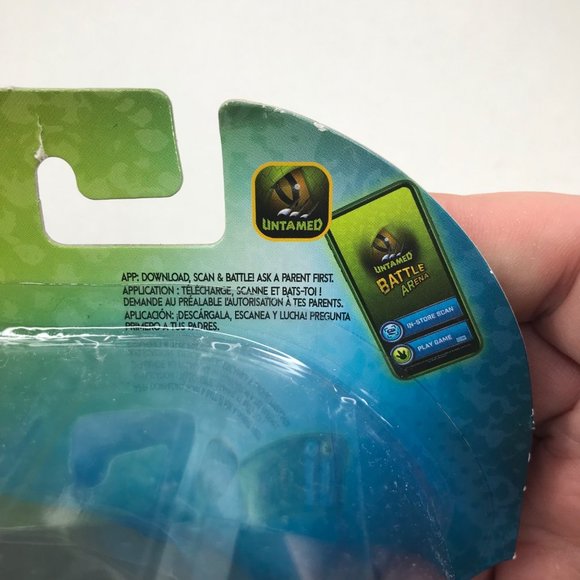 UNTAMED
APP: DOWNLOAD, SCAN & BATTLE! ASK A PARENT FIRST.
APPLICATION : TÉLÉCHARGE, SCANNE ET BATS-TOI !
DEMANDE AU PRÉALABLE L'AUTORISATION À TES PARENTS.
APLICACIÓN: ¡DESCÁRGALA, ESCANEA Y LUCHA! PREGUNTA
PRIMERO A TUS PADRES.
UNTAMED
BATTLE
ARENA
IN-STORE SCAN
PLAY GAME